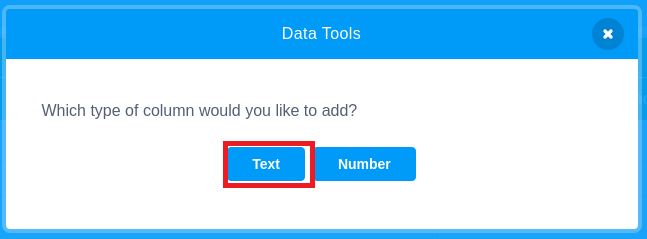 Data Tools
Which type of column would you like to add?
Text Number